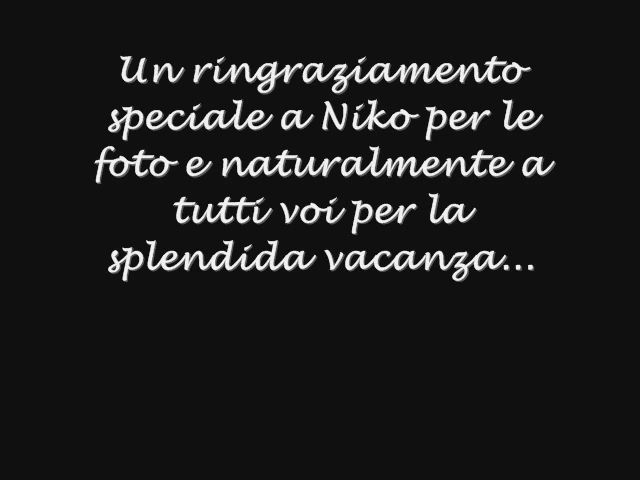 Un ringraziamento
speciale a Niko per le
foto e naturalmente a
tutti voi per la
splendida vacanza...